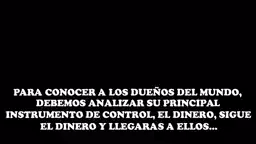 PARA CONOCER A LOS DUEÑOS DEL MUNDO,
DEBEMOS ANALIZAR SU PRINCIPAL
INSTRUMENTO DE CONTROL, EL DINERO, SIGUE
EL DINERO Y LLEGARAS A ELLOS...